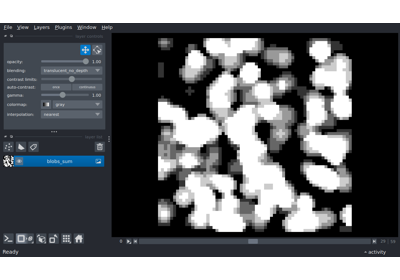 File View Layers Plugins Window Help
opacity: 1.00
blending: translucent_no_depth
contrast limits:
auto-contrast: once continuous
gamma: 1.00
colormap: gray
interpolation: nearest
blobs_sum
Ready
activity